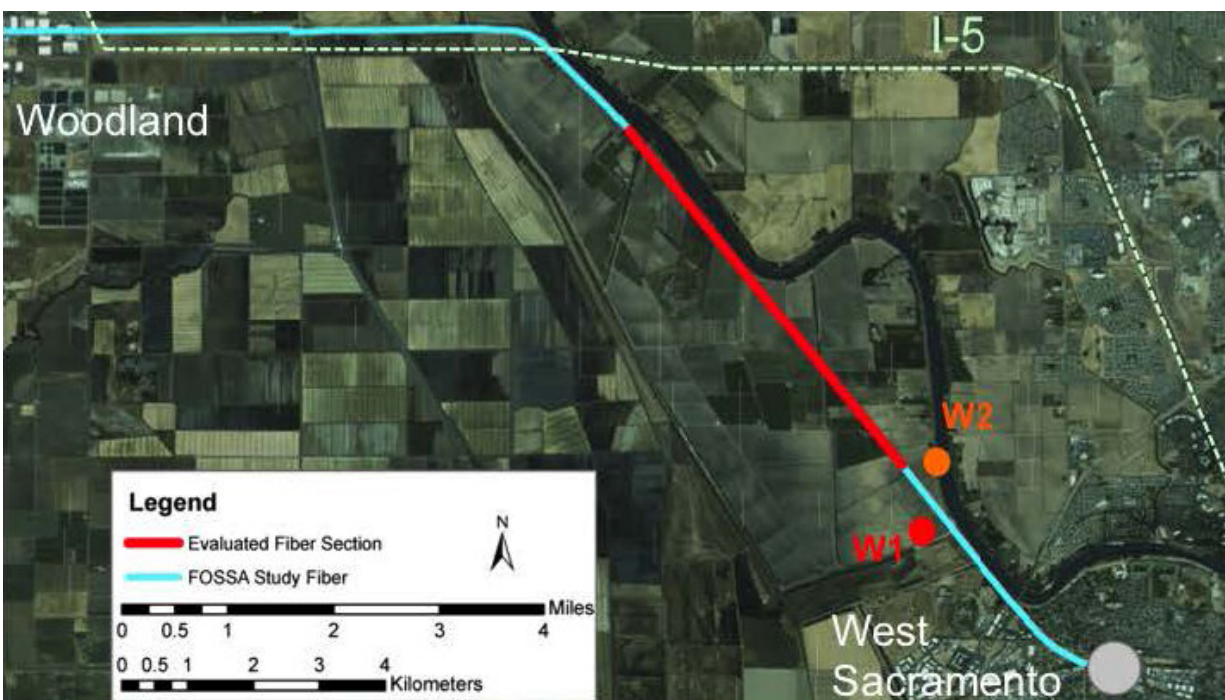 I-5
Woodland
W2
W1
Legend
N
Evaluated Fiber Section
FOSSA Study Fiber
Miles
0 0.5 1 2 3 4
0 0.5 1 2 3 4
Kilometers
West
Sacramento